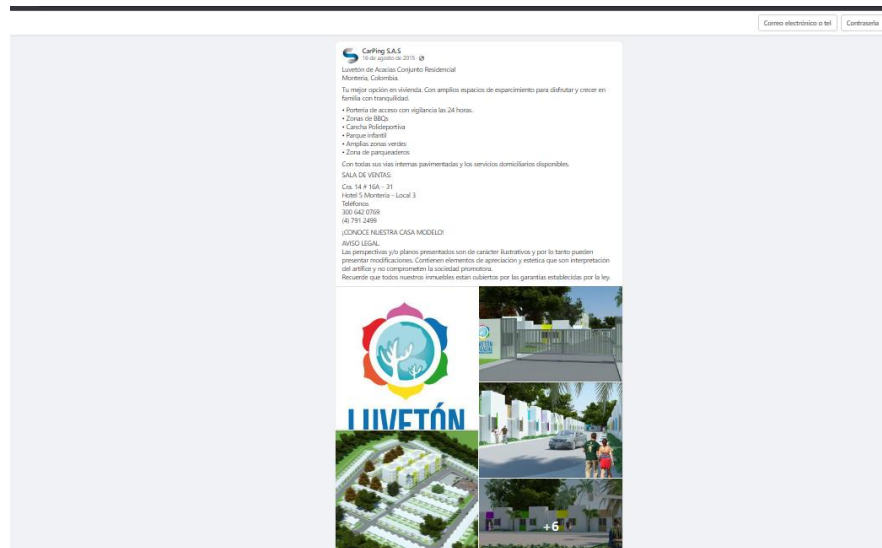 Correo electrónico o tel
Contraseña
CarPing S.A.S
16 de agosto de 2015 ·
Luvetón de Acacias Conjunto Residencial
Montería, Colombia.
Tu mejor opción en vivienda. Con amplios espacios de esparcimiento para disfrutar y crecer en
familia con tranquilidad.
• Portería de acceso con vigilancia las 24 horas.
• Zonas de BBQs
• Cancha Polideportiva
• Parque infantil
• Amplias zonas verdes
• Zona de parqueaderos
Con todas sus vías internas pavimentadas y los servicios domiciliarios disponibles.
SALA DE VENTAS:
Cra. 14 # 16A – 31
Hotel S Montería – Local 3
Teléfonos
300 642 0769
(4) 791 2499
¡CONOCE NUESTRA CASA MODELO!
AVISO LEGAL.
Las perspectivas y/o planos presentados son de carácter ilustrativos y por lo tanto pueden
presentar modificaciones. Contienen elementos de apreciación y estética que son interpretación
del artífice y no comprometen la sociedad promotora.
Recuerde que todos nuestros inmuebles están cubiertos por las garantías establecidas por la ley.
LUVETÓN
+6